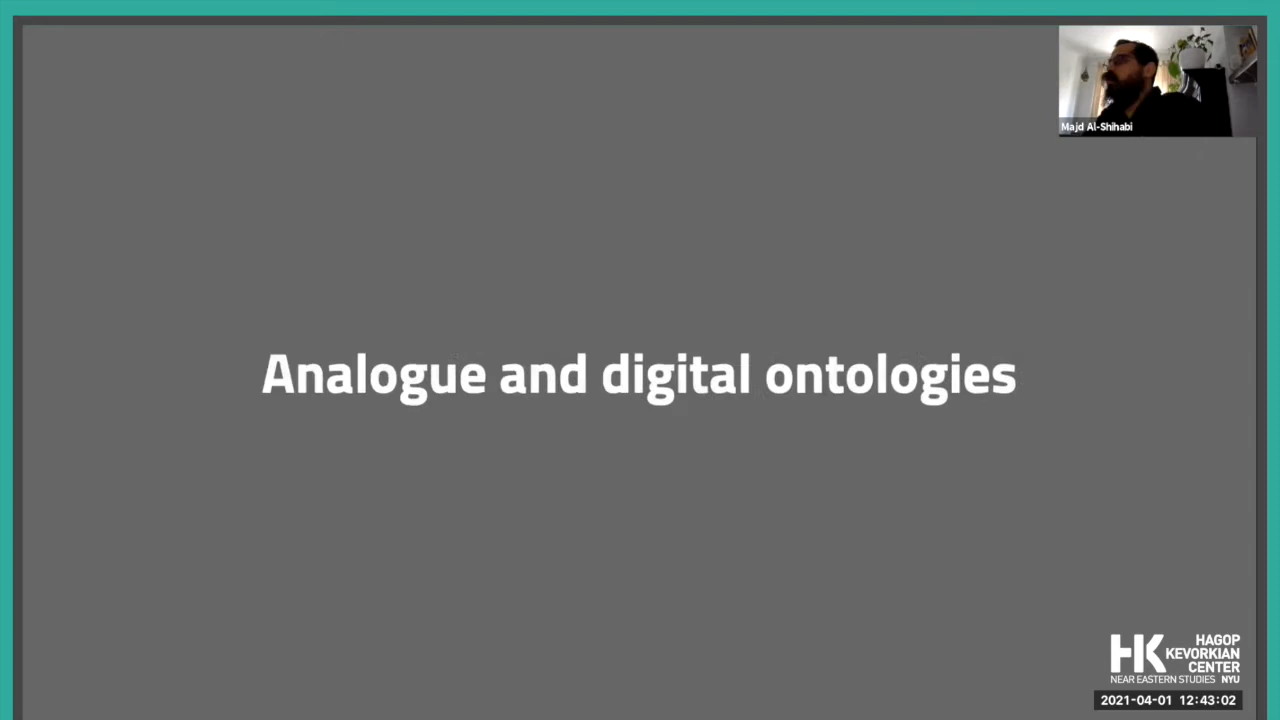 Majd Al-Shihabi
Analogue and digital ontologies
HK
HAGOP
KEVORKIAN
CENTER
NEAR EASTERN STUDIES NYU
2021-04-01 12:43:02